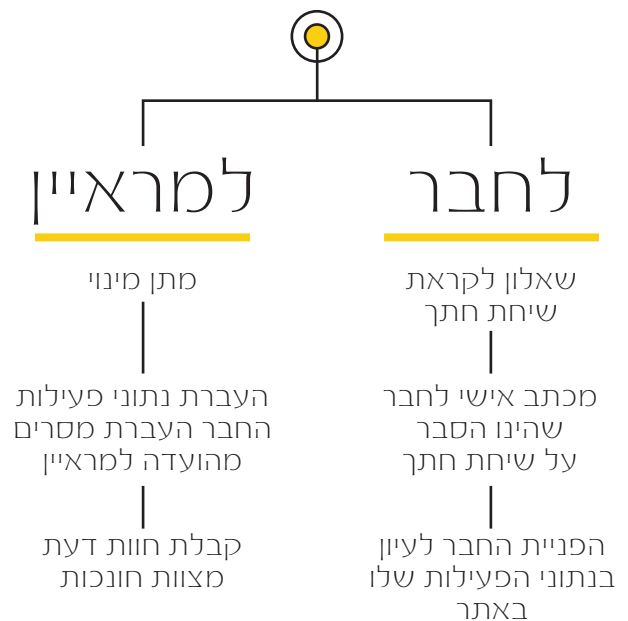 לחבר
שאלון לקראת
שיחת חתך
מכתב אישי לחבר
שהינו הסבר
על שיחת חתך
הפניית החבר לעיון
בנתוני הפעילות שלו
באתר
למראיין
מתן מינוי
העברת נתוני פעילות
החבר העברת מסרים
מהועדה למראיין
קבלת חוות דעת
מצוות חונכות